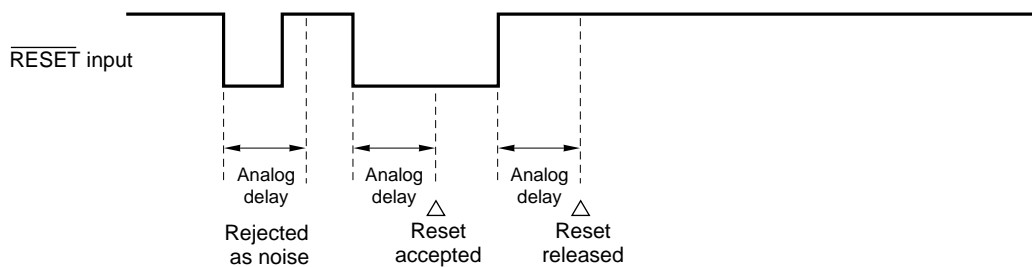 RESET input
Analog
delay
Analog
delay
Analog
delay
Rejected
as noise
Reset
accepted
Reset
released